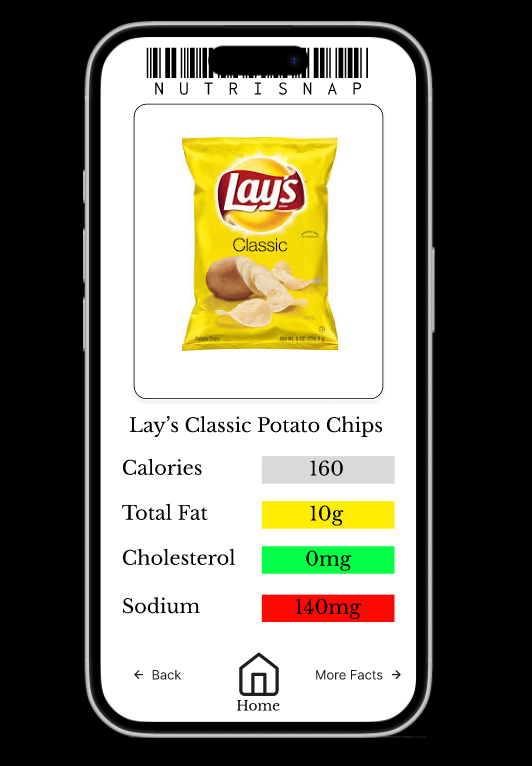 NUTRISNAP
Lay's
Classic
Potato Chips
Lay’s Classic Potato Chips
Calories 160
Total Fat 10g
Cholesterol 0mg
Sodium 140mg
← Back
More Facts →
Home